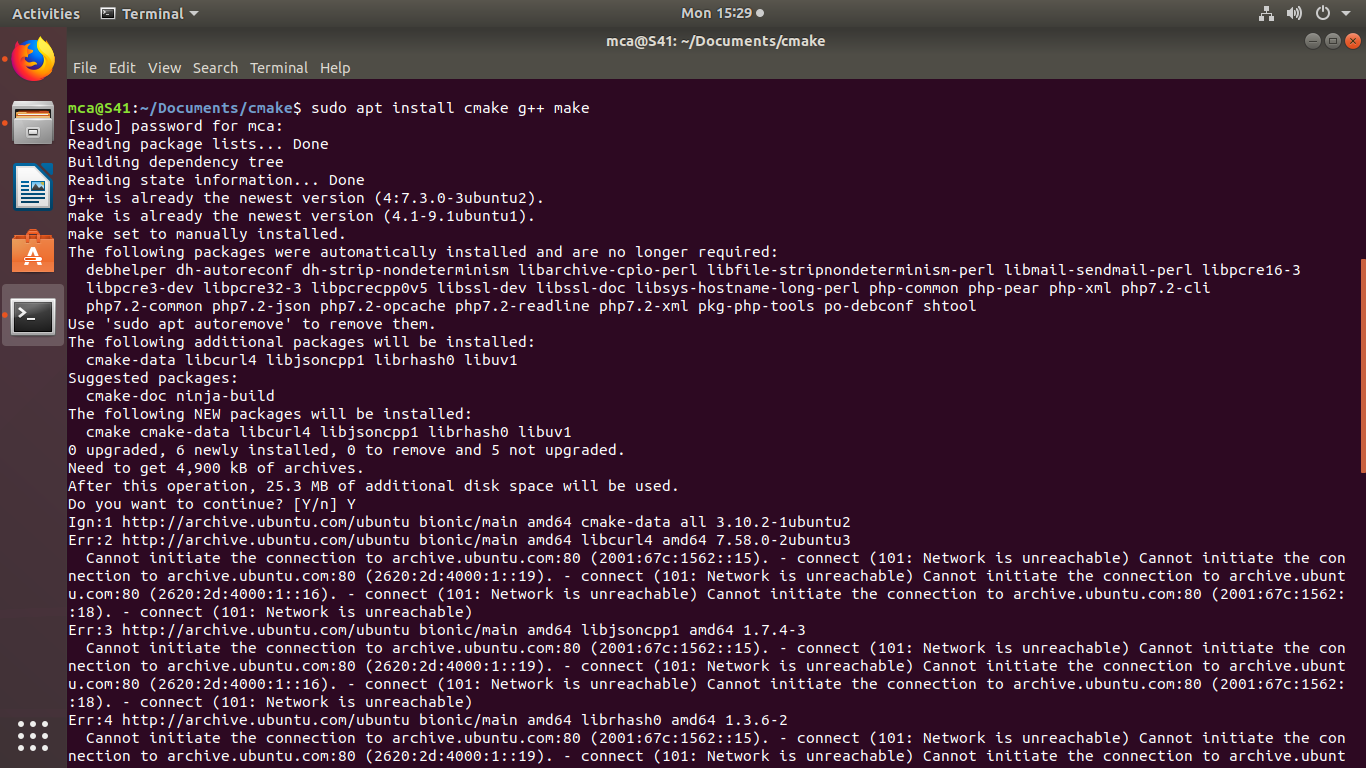 Activities Terminal Mon 15:29
mca@S41: ~/Documents/cmake
File Edit View Search Terminal Help
mca@S41:~/Documents/cmake$ sudo apt install cmake g++ make
[sudo] password for mca:
Reading package lists... Done
Building dependency tree
Reading state information... Done
g++ is already the newest version (4:7.3.0-3ubuntu2).
make is already the newest version (4.1-9.1ubuntu1).
make set to manually installed.
The following packages were automatically installed and are no longer required:
  debhelper dh-autoreconf dh-strip-nondeterminism libarchive-cpio-perl libfile-stripnondeterminism-perl libmail-sendmail-perl libpcre16-3
  libpcre3-dev libpcre32-3 libpcrecpp0v5 libssl-dev libssl-doc libsys-hostname-long-perl php-common php-pear php-xml php7.2-cli
  php7.2-common php7.2-json php7.2-opcache php7.2-readline php7.2-xml pkg-php-tools po-debconf shtool
Use 'sudo apt autoremove' to remove them.
The following additional packages will be installed:
  cmake-data libcurl4 libjsoncpp1 librhash0 libuv1
Suggested packages:
  cmake-doc ninja-build
The following NEW packages will be installed:
  cmake cmake-data libcurl4 libjsoncpp1 librhash0 libuv1
0 upgraded, 6 newly installed, 0 to remove and 5 not upgraded.
Need to get 4,900 kB of archives.
After this operation, 25.3 MB of additional disk space will be used.
Do you want to continue? [Y/n] Y
Ign:1 http://archive.ubuntu.com/ubuntu bionic/main amd64 cmake-data all 3.10.2-1ubuntu2
Err:2 http://archive.ubuntu.com/ubuntu bionic/main amd64 libcurl4 amd64 7.58.0-2ubuntu3
  Cannot initiate the connection to archive.ubuntu.com:80 (2001:67c:1562::15). - connect (101: Network is unreachable) Cannot initiate the con
nection to archive.ubuntu.com:80 (2620:2d:4000:1::19). - connect (101: Network is unreachable) Cannot initiate the connection to archive.ubunt
u.com:80 (2620:2d:4000:1::16). - connect (101: Network is unreachable) Cannot initiate the connection to archive.ubuntu.com:80 (2001:67c:1562:
:18). - connect (101: Network is unreachable)
Err:3 http://archive.ubuntu.com/ubuntu bionic/main amd64 libjsoncpp1 amd64 1.7.4-3
  Cannot initiate the connection to archive.ubuntu.com:80 (2001:67c:1562::15). - connect (101: Network is unreachable) Cannot initiate the con
nection to archive.ubuntu.com:80 (2620:2d:4000:1::19). - connect (101: Network is unreachable) Cannot initiate the connection to archive.ubunt
u.com:80 (2620:2d:4000:1::16). - connect (101: Network is unreachable) Cannot initiate the connection to archive.ubuntu.com:80 (2001:67c:1562:
:18). - connect (101: Network is unreachable)
Err:4 http://archive.ubuntu.com/ubuntu bionic/main amd64 librhash0 amd64 1.3.6-2
  Cannot initiate the connection to archive.ubuntu.com:80 (2001:67c:1562::15). - connect (101: Network is unreachable) Cannot initiate the con
nection to archive.ubuntu.com:80 (2620:2d:4000:1::19). - connect (101: Network is unreachable) Cannot initiate the connection to archive.ubunt